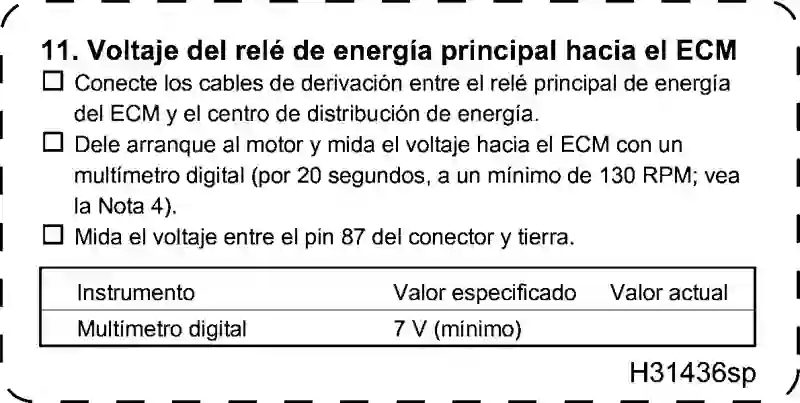 11. Voltaje del relé de energía principal hacia el ECM
☐ Conecte los cables de derivación entre el relé principal de energía
del ECM y el centro de distribución de energía.
☐ Dele arranque al motor y mida el voltaje hacia el ECM con un
multímetro digital (por 20 segundos, a un mínimo de 130 RPM; vea
la Nota 4).
☐ Mida el voltaje entre el pin 87 del conector y tierra.
Instrumento Valor especificado Valor actual
Multímetro digital 7 V (mínimo)
H31436sp